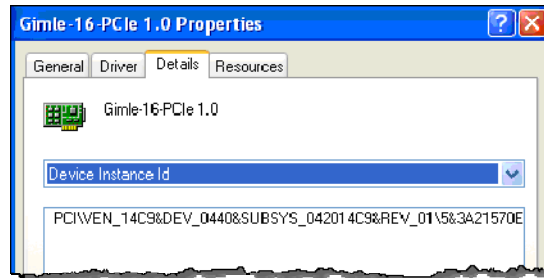 Gimle-16-PCIe 1.0 Properties
General Driver Details Resources
Gimle-16-PCIe 1.0
Device Instance Id
PCI\VEN_14C9&DEV_0440&SUBSYS_042014C9&REV_01\5&3A21570E